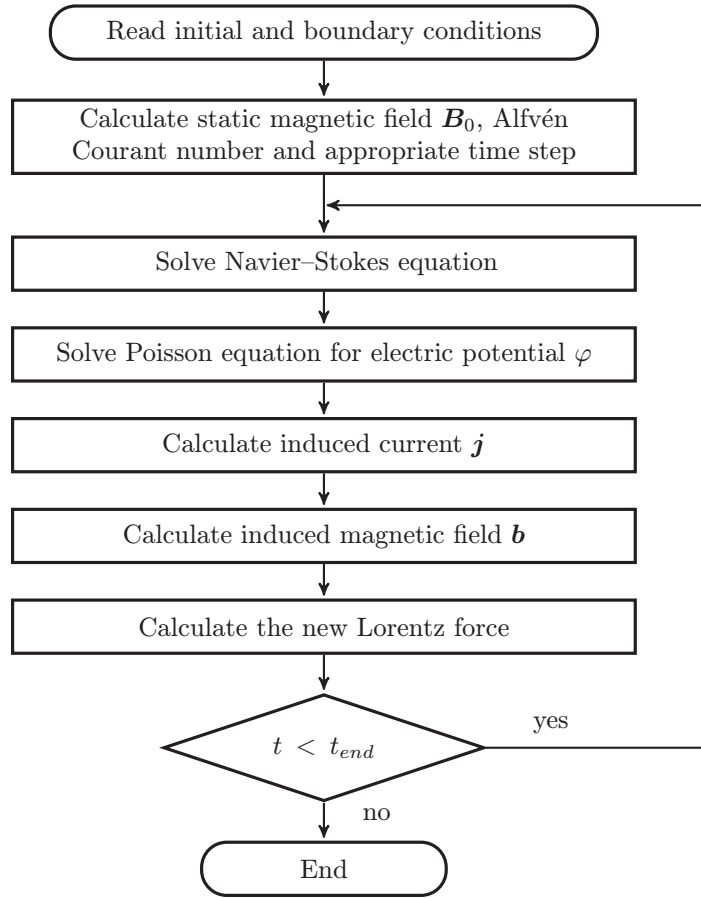 Read initial and boundary conditions
Calculate static magnetic field B₀, Alfvén
Courant number and appropriate time step
Solve Navier–Stokes equation
Solve Poisson equation for electric potential φ
Calculate induced current j
Calculate induced magnetic field b
Calculate the new Lorentz force
t < t_end
yes
no
End